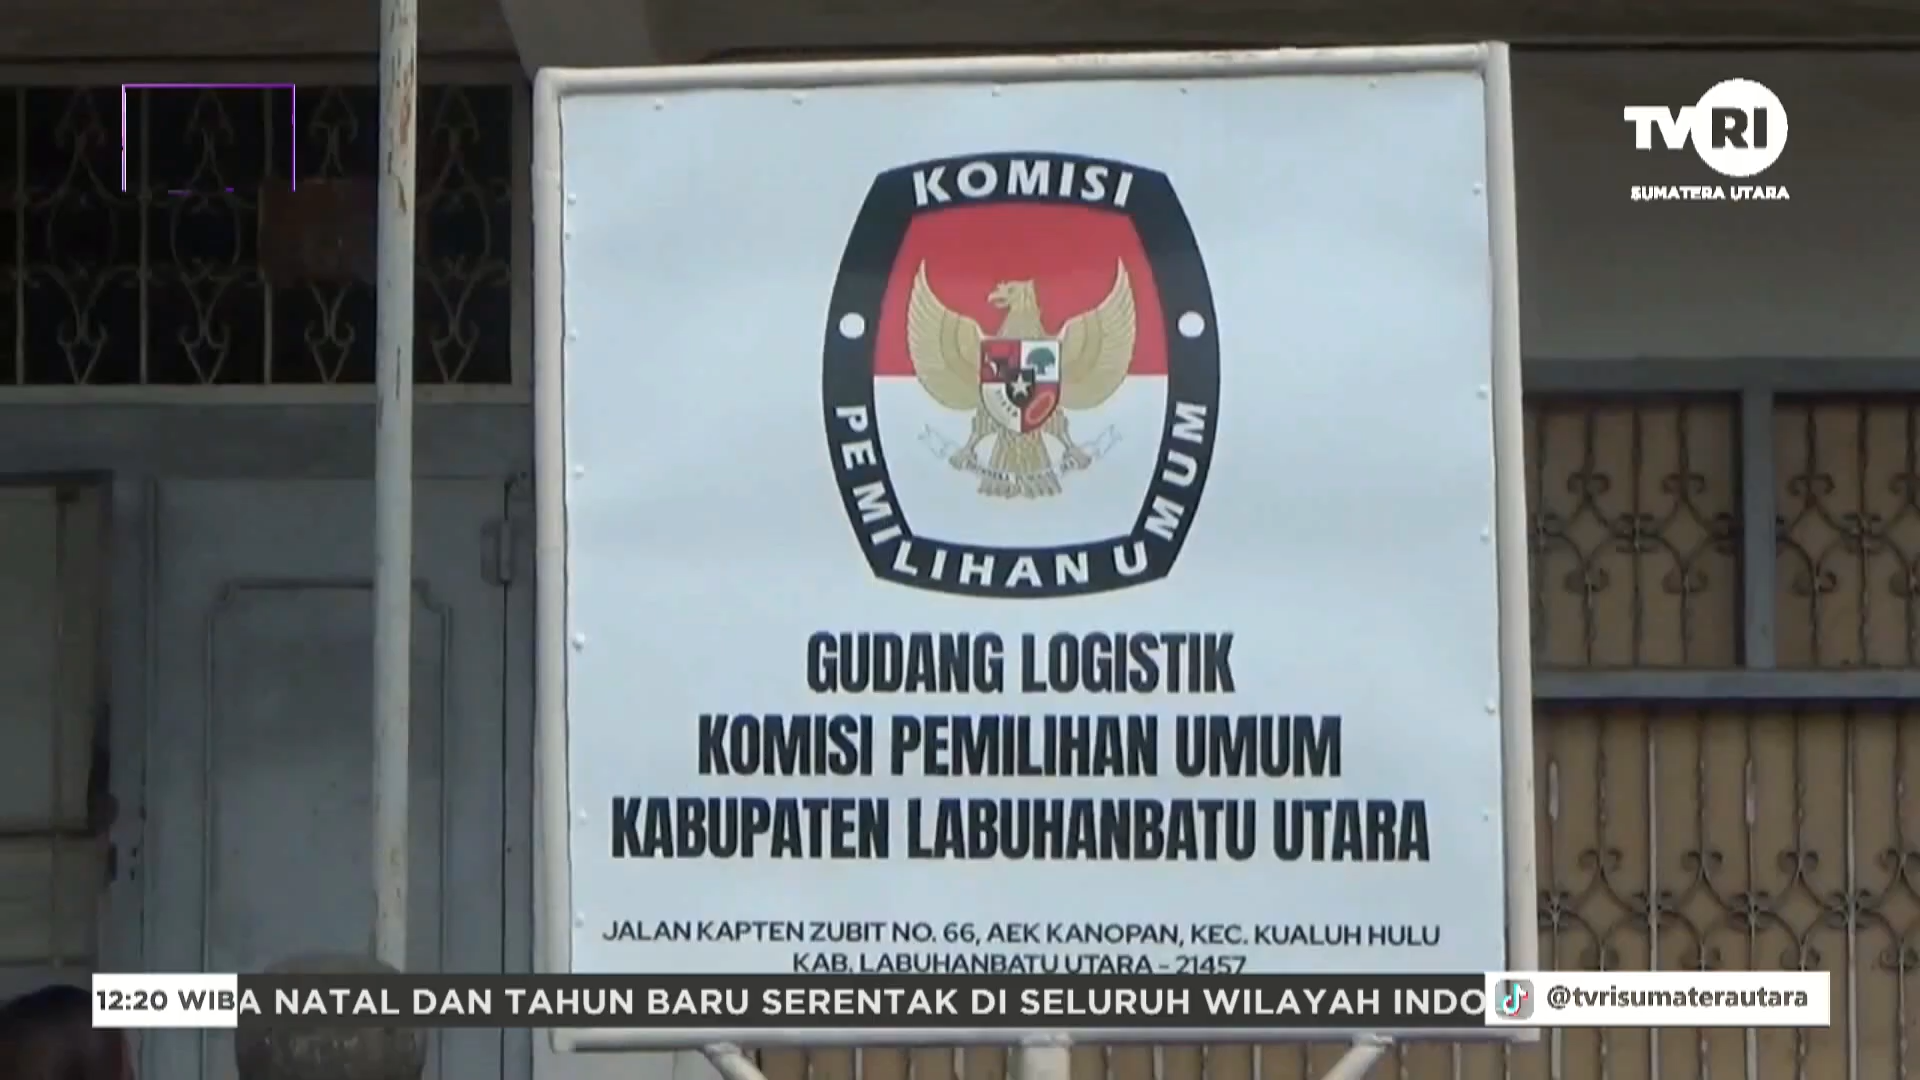 TVRI
SUMATERA UTARA
KOMISI
PEMILIHAN UMUM
GUDANG LOGISTIK
KOMISI PEMILIHAN UMUM
KABUPATEN LABUHANBATU UTARA
JALAN KAPTEN ZUBIT NO. 66, AEK KANOPAN, KEC. KUALUH HULU
KAB. LABUHANBATU UTARA - 21457
12:20 WIB A NATAL DAN TAHUN BARU SERENTAK DI SELURUH WILAYAH INDO @tvrisumaterautara